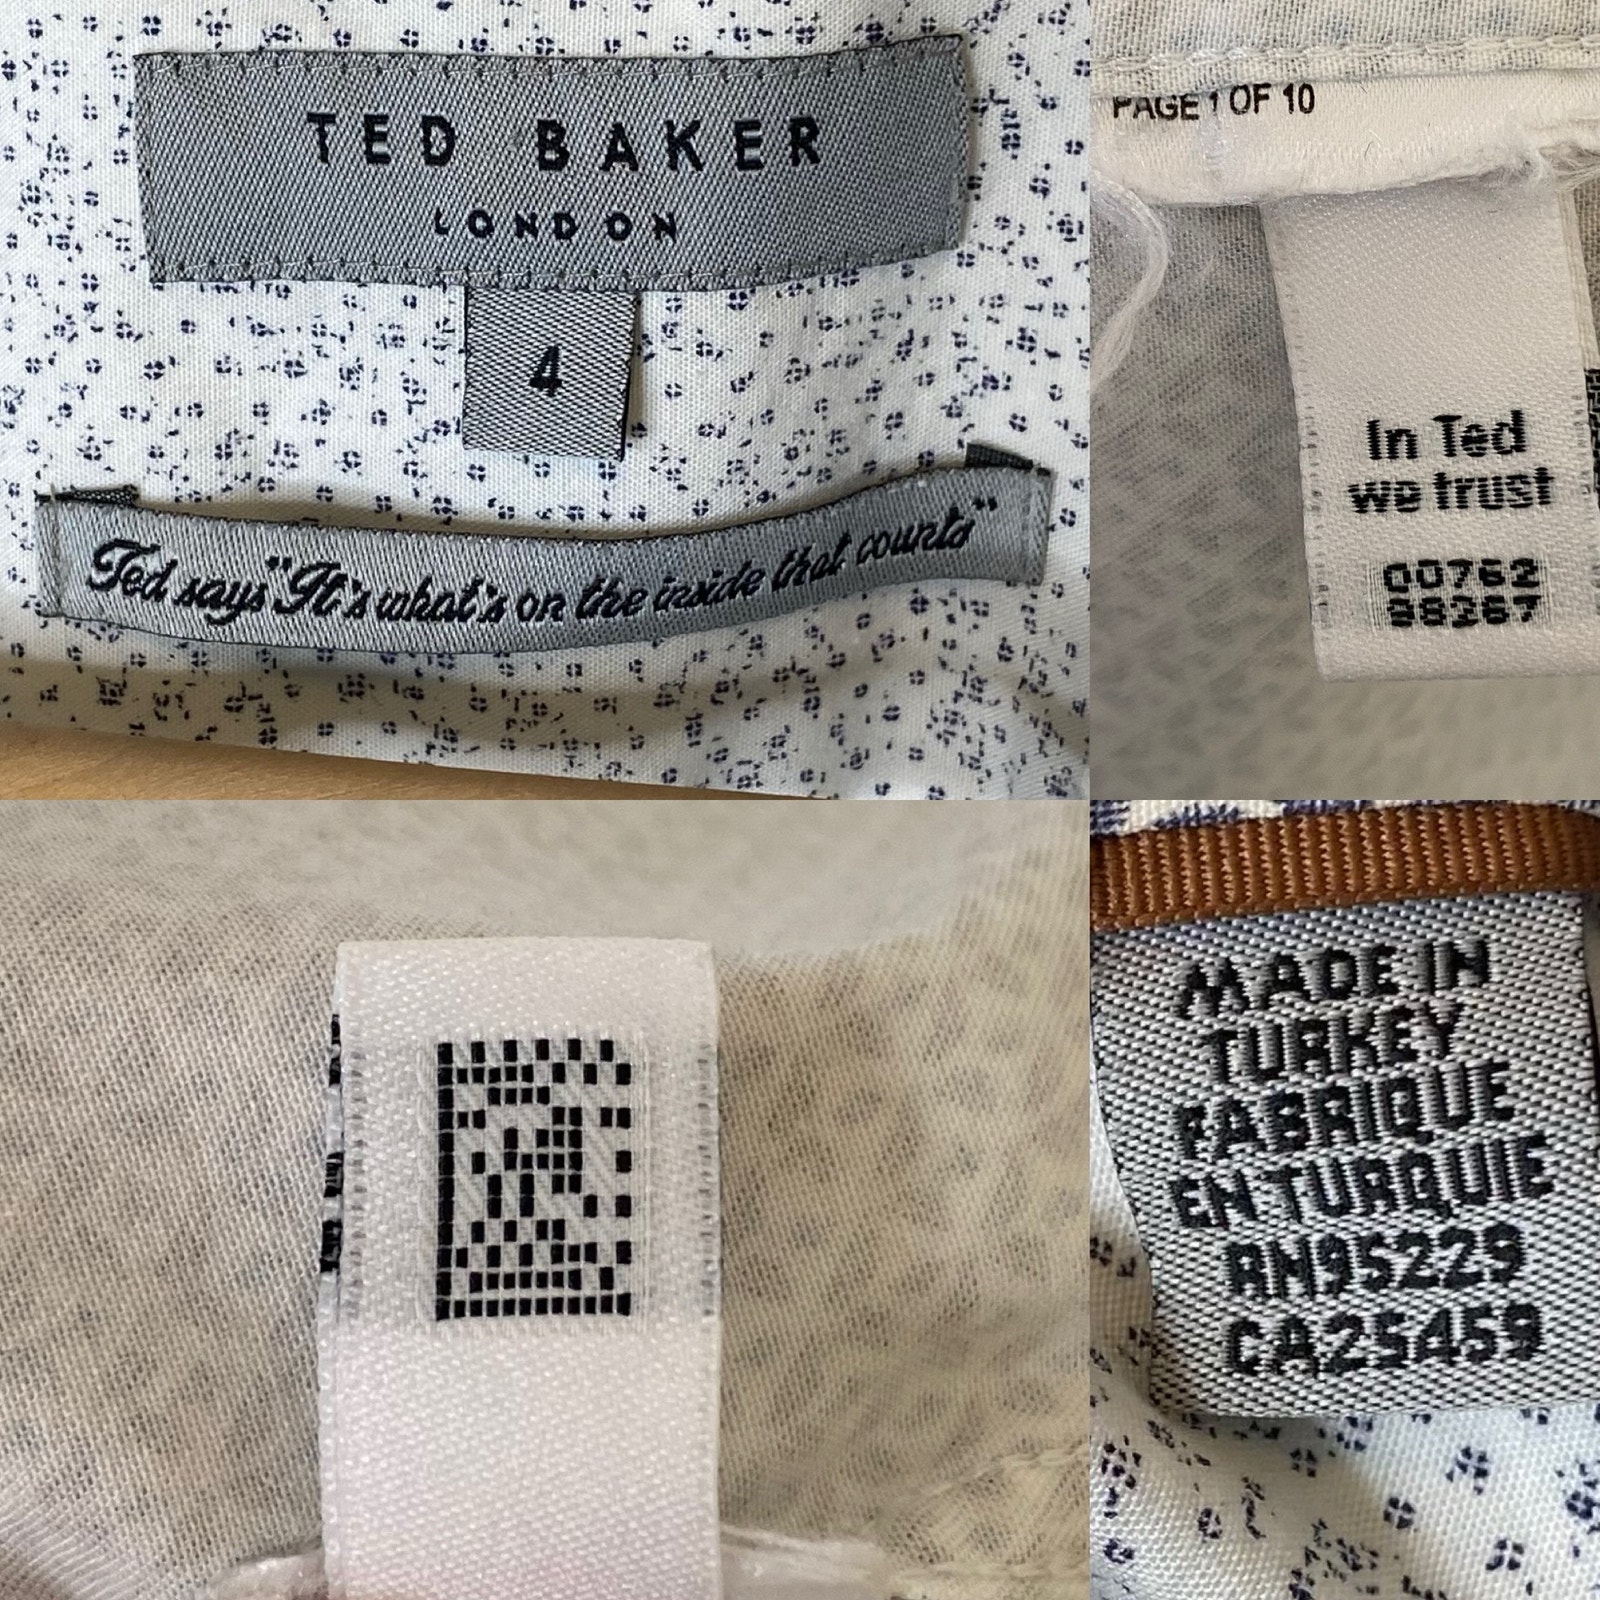 TED BAKER
LONDON
4
Ted says "It's what's on the inside that counts"
PAGE 1 OF 10
In Ted
we trust
00762
98267
MADE IN
TURKEY
FABRIQUE
EN TURQUIE
RN95229
CA25459